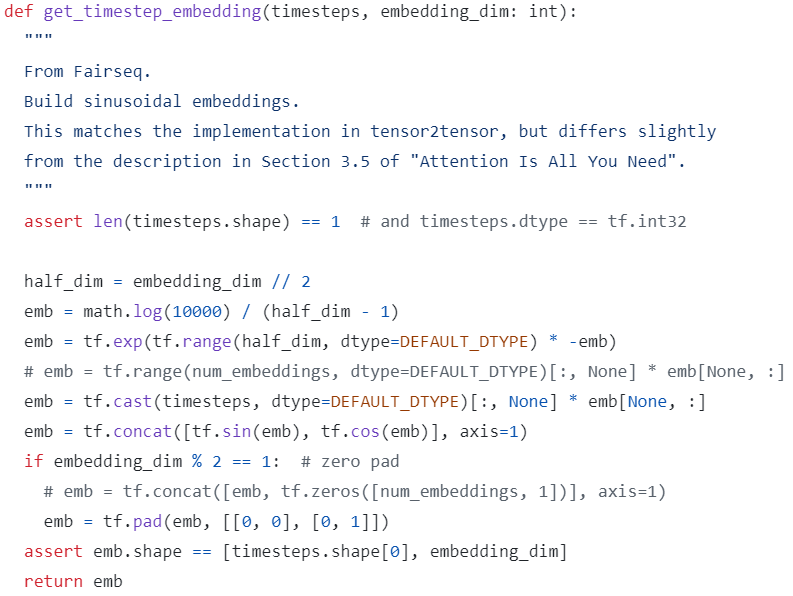 def get_timestep_embedding(timesteps, embedding_dim: int):
  """
  From Fairseq.
  Build sinusoidal embeddings.
  This matches the implementation in tensor2tensor, but differs slightly
  from the description in Section 3.5 of "Attention Is All You Need".
  """
  assert len(timesteps.shape) == 1  # and timesteps.dtype == tf.int32

  half_dim = embedding_dim // 2
  emb = math.log(10000) / (half_dim - 1)
  emb = tf.exp(tf.range(half_dim, dtype=DEFAULT_DTYPE) * -emb)
  # emb = tf.range(num_embeddings, dtype=DEFAULT_DTYPE)[:, None] * emb[None, :]
  emb = tf.cast(timesteps, dtype=DEFAULT_DTYPE)[:, None] * emb[None, :]
  emb = tf.concat([tf.sin(emb), tf.cos(emb)], axis=1)
  if embedding_dim % 2 == 1:  # zero pad
    # emb = tf.concat([emb, tf.zeros([num_embeddings, 1])], axis=1)
    emb = tf.pad(emb, [[0, 0], [0, 1]])
  assert emb.shape == [timesteps.shape[0], embedding_dim]
  return emb